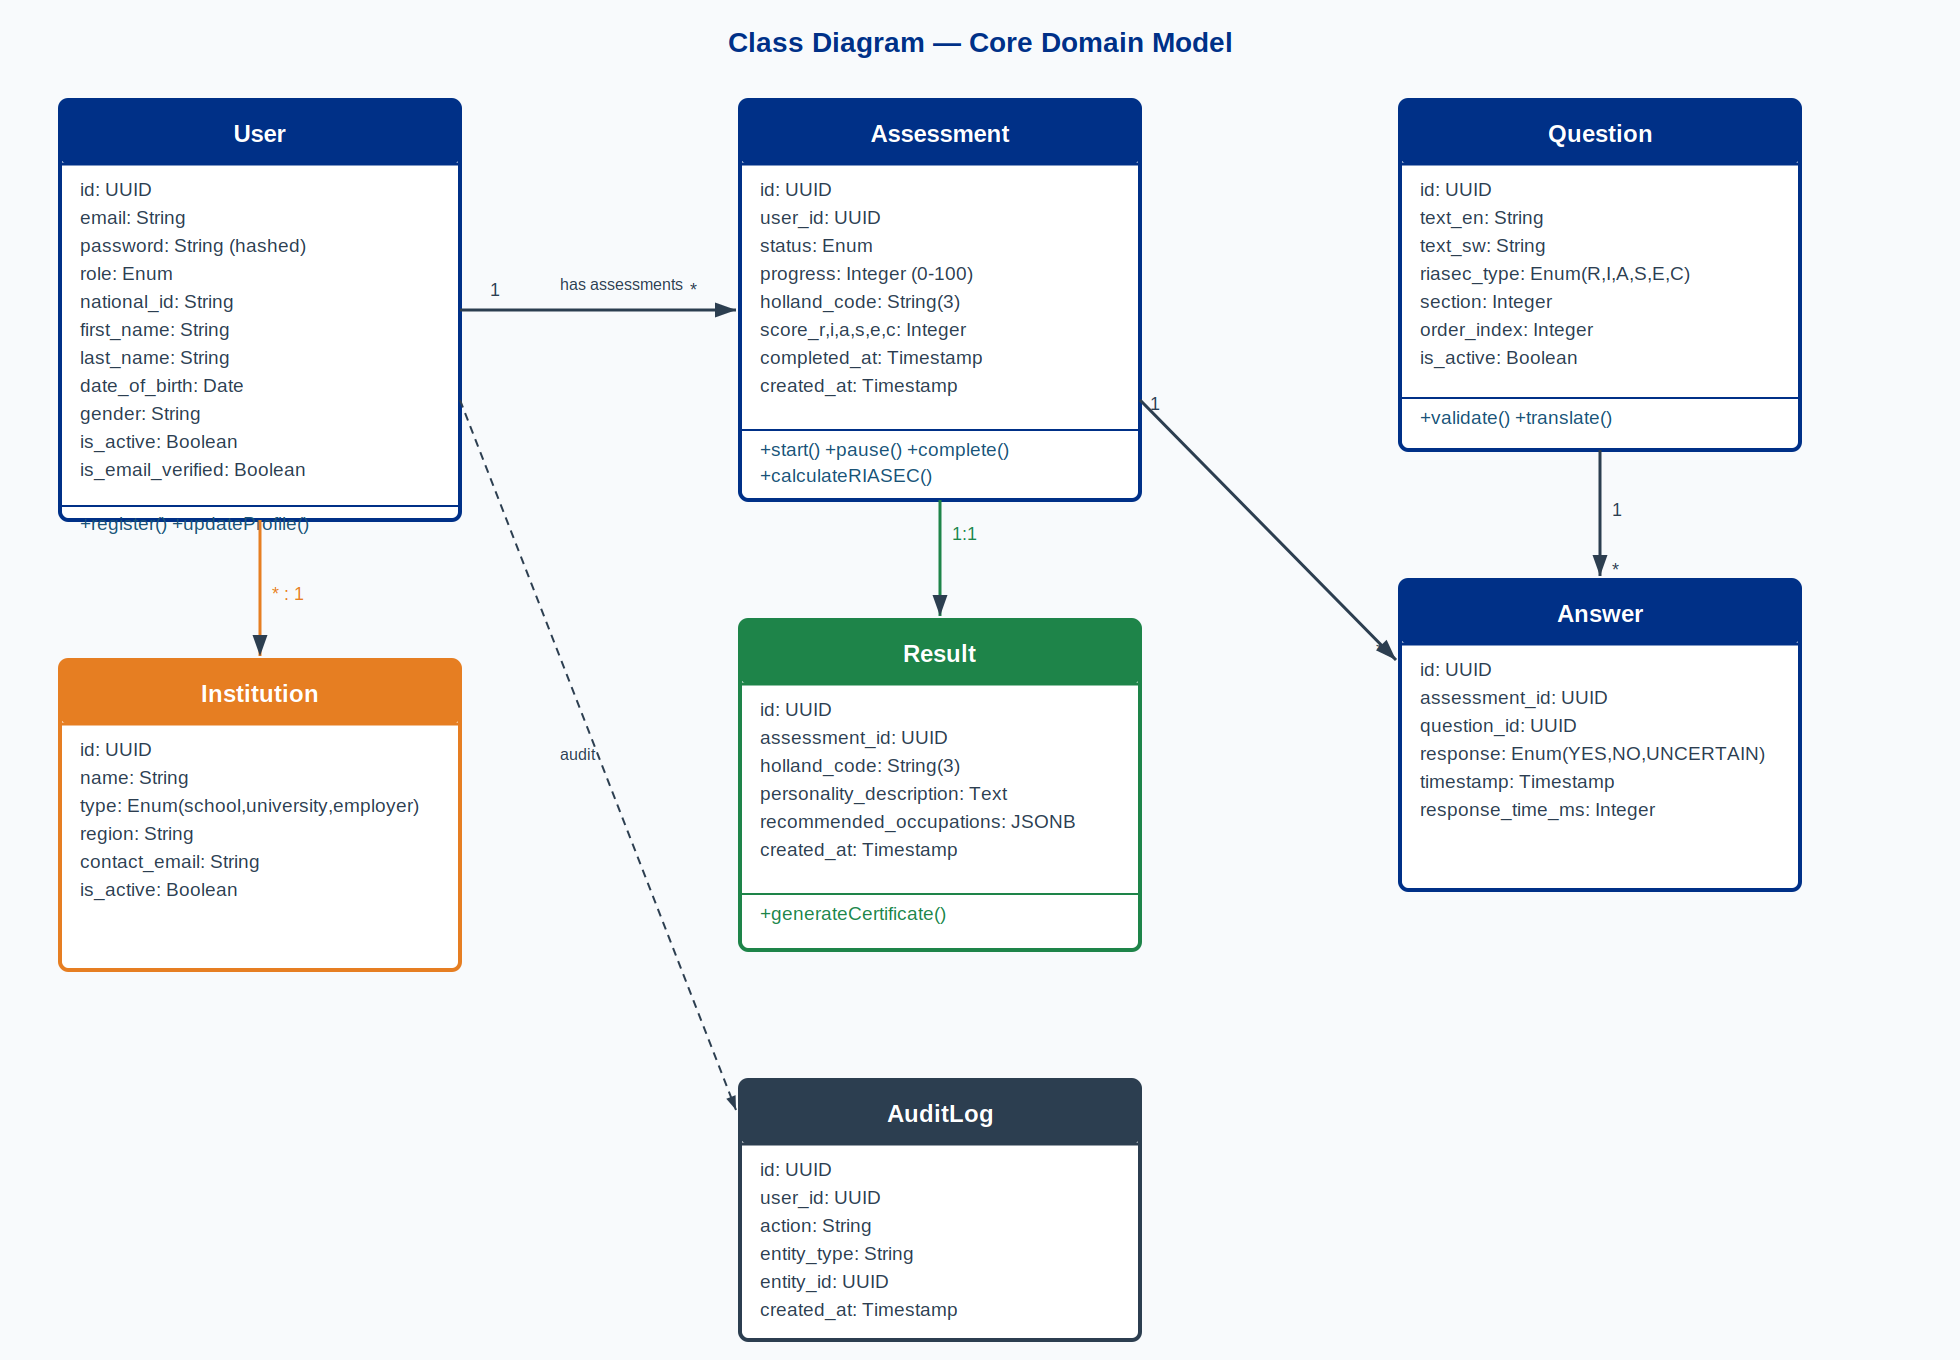 Class Diagram — Core Domain Model
User
id: UUID
email: String
password: String (hashed)
role: Enum
national_id: String
first_name: String
last_name: String
date_of_birth: Date
gender: String
is_active: Boolean
is_email_verified: Boolean
+register() +updateProfile()
1
has assessments
*
Assessment
id: UUID
user_id: UUID
status: Enum
progress: Integer (0-100)
holland_code: String(3)
score_r,i,a,s,e,c: Integer
completed_at: Timestamp
created_at: Timestamp
+start() +pause() +complete()
+calculateRIASEC()
1
Question
id: UUID
text_en: String
text_sw: String
riasec_type: Enum(R,I,A,S,E,C)
section: Integer
order_index: Integer
is_active: Boolean
+validate() +translate()
1
*
* : 1
1:1
Institution
id: UUID
name: String
type: Enum(school,university,employer)
region: String
contact_email: String
is_active: Boolean
audit
Result
id: UUID
assessment_id: UUID
holland_code: String(3)
personality_description: Text
recommended_occupations: JSONB
created_at: Timestamp
+generateCertificate()
Answer
id: UUID
assessment_id: UUID
question_id: UUID
response: Enum(YES,NO,UNCERTAIN)
timestamp: Timestamp
response_time_ms: Integer
AuditLog
id: UUID
user_id: UUID
action: String
entity_type: String
entity_id: UUID
created_at: Timestamp